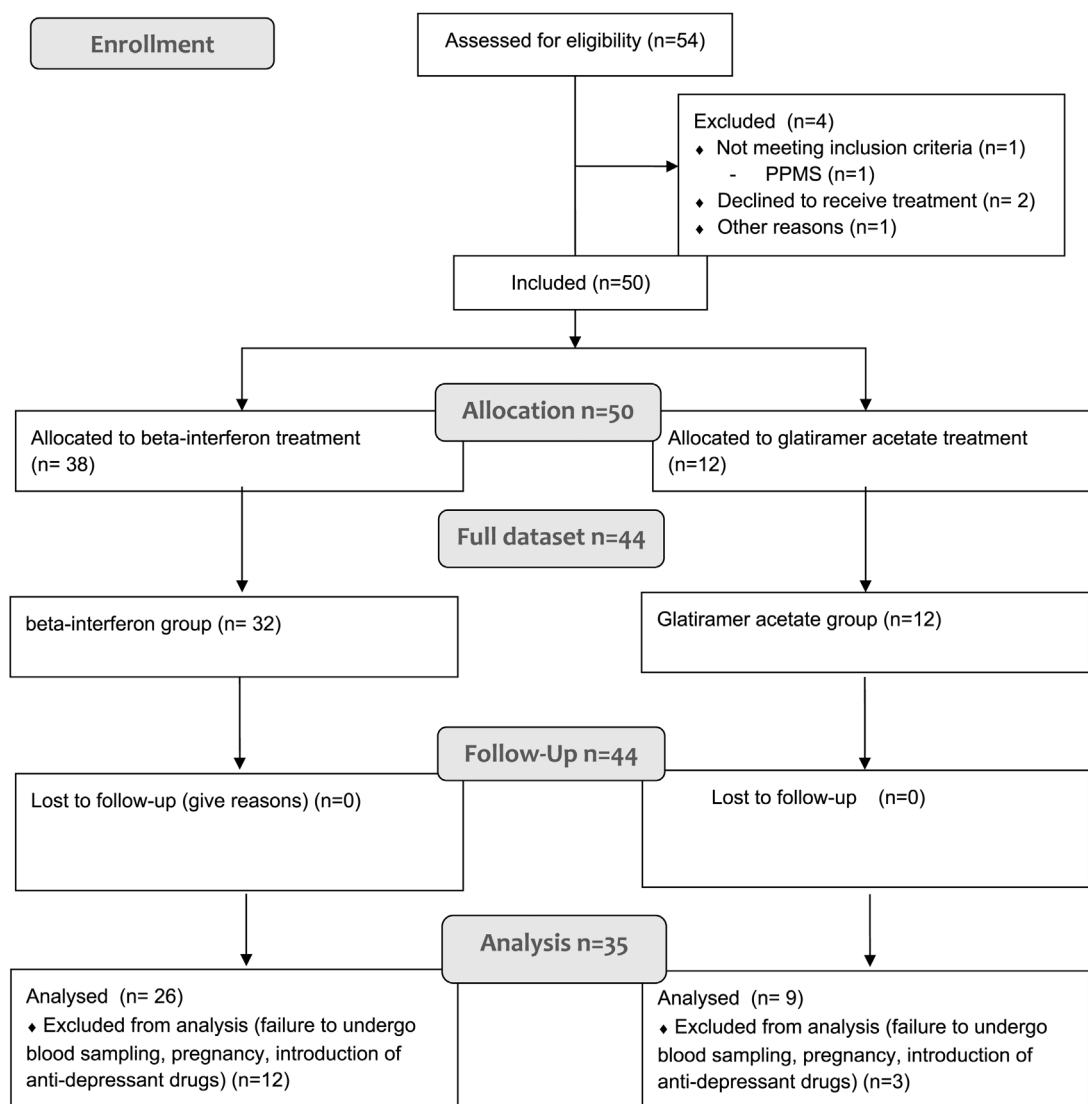 Enrollment
Assessed for eligibility (n=54)
Excluded (n=4)
♦ Not meeting inclusion criteria (n=1)
- PPMS (n=1)
♦ Declined to receive treatment (n= 2)
♦ Other reasons (n=1)
Included (n=50)
Allocation n=50
Allocated to beta-interferon treatment
(n= 38)
Allocated to glatiramer acetate treatment
(n=12)
Full dataset n=44
beta-interferon group (n= 32)
Glatiramer acetate group (n=12)
Follow-Up n=44
Lost to follow-up (give reasons) (n=0)
Lost to follow-up (n=0)
Analysis n=35
Analysed (n= 26)
♦ Excluded from analysis (failure to undergo
blood sampling, pregnancy, introduction of
anti-depressant drugs) (n=12)
Analysed (n= 9)
♦ Excluded from analysis (failure to undergo
blood sampling, pregnancy, introduction of
anti-depressant drugs) (n=3)